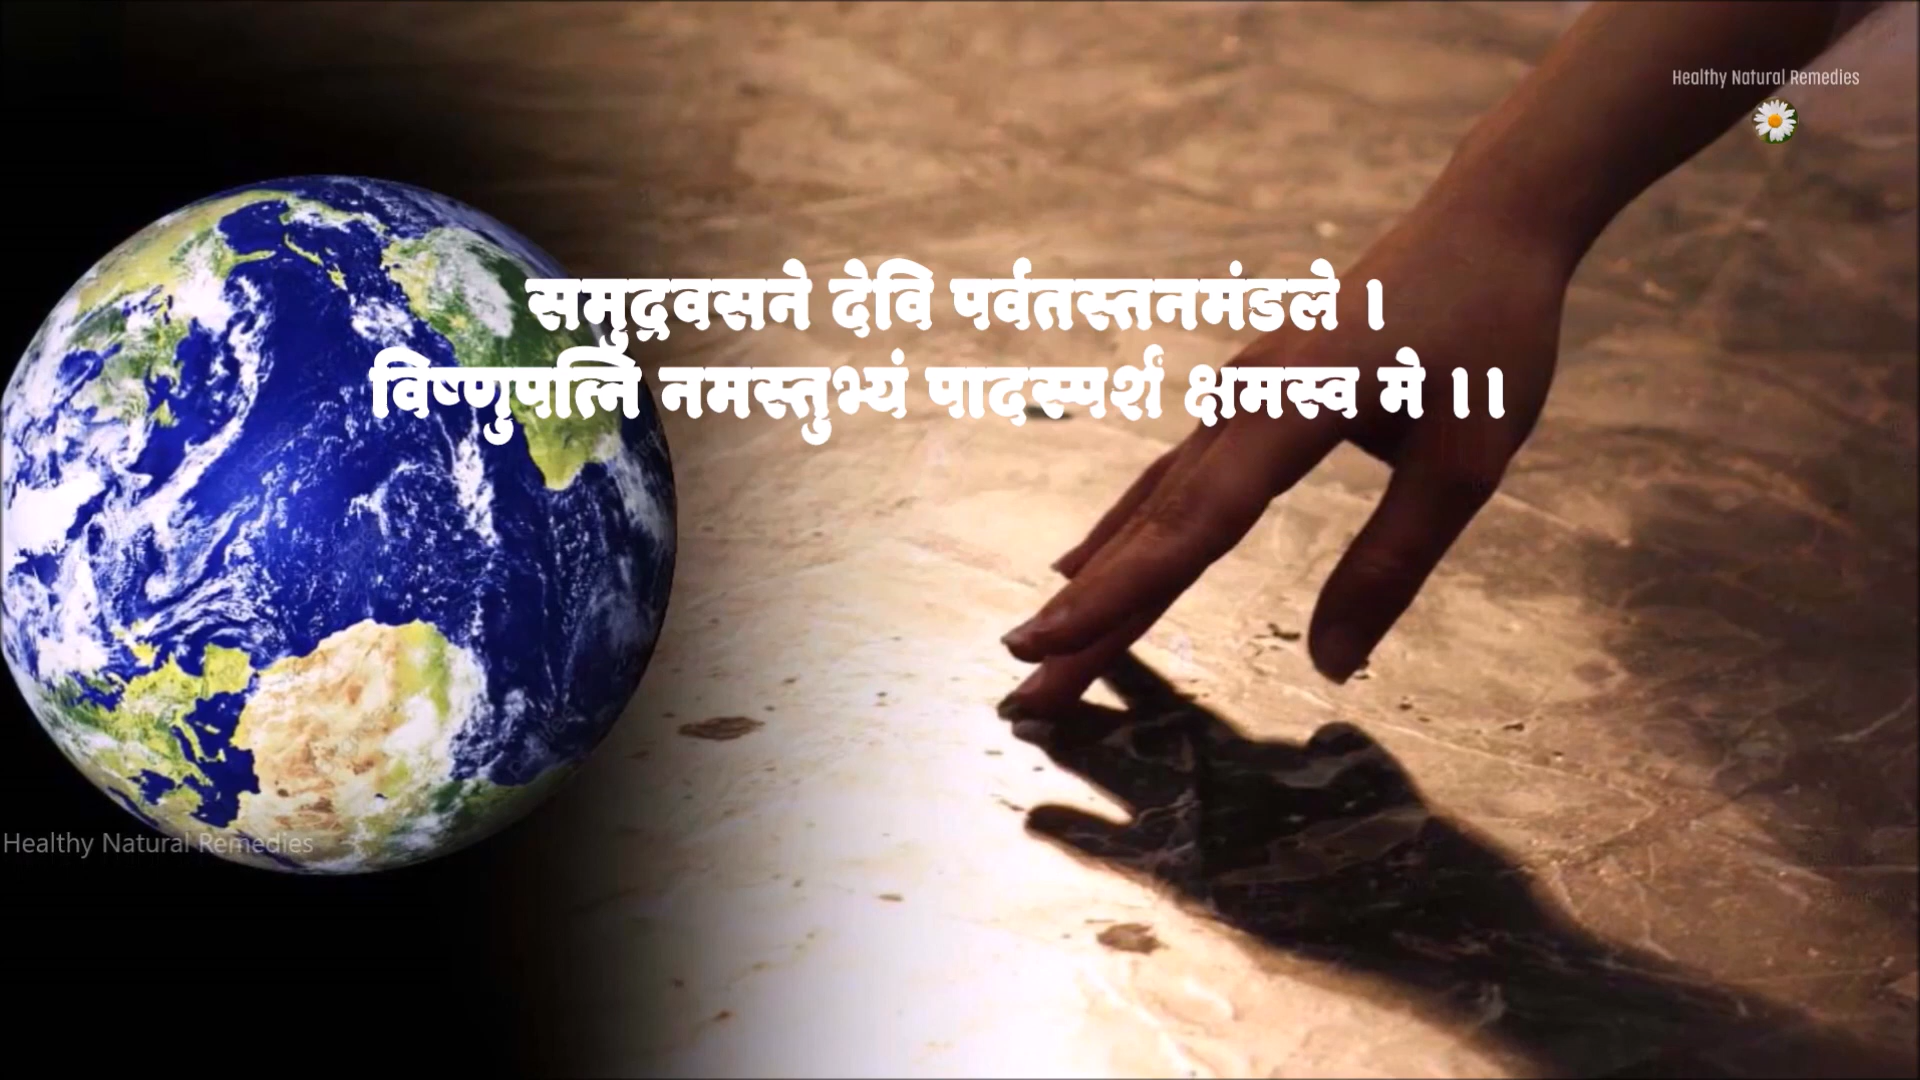 Healthy Natural Remedies
समुद्रवसने देवि पर्वतस्तनमंडले ।
विष्णुपत्नि नमस्तुभ्यं पादस्पर्शं क्षमस्व मे ।।
Healthy Natural Remedies